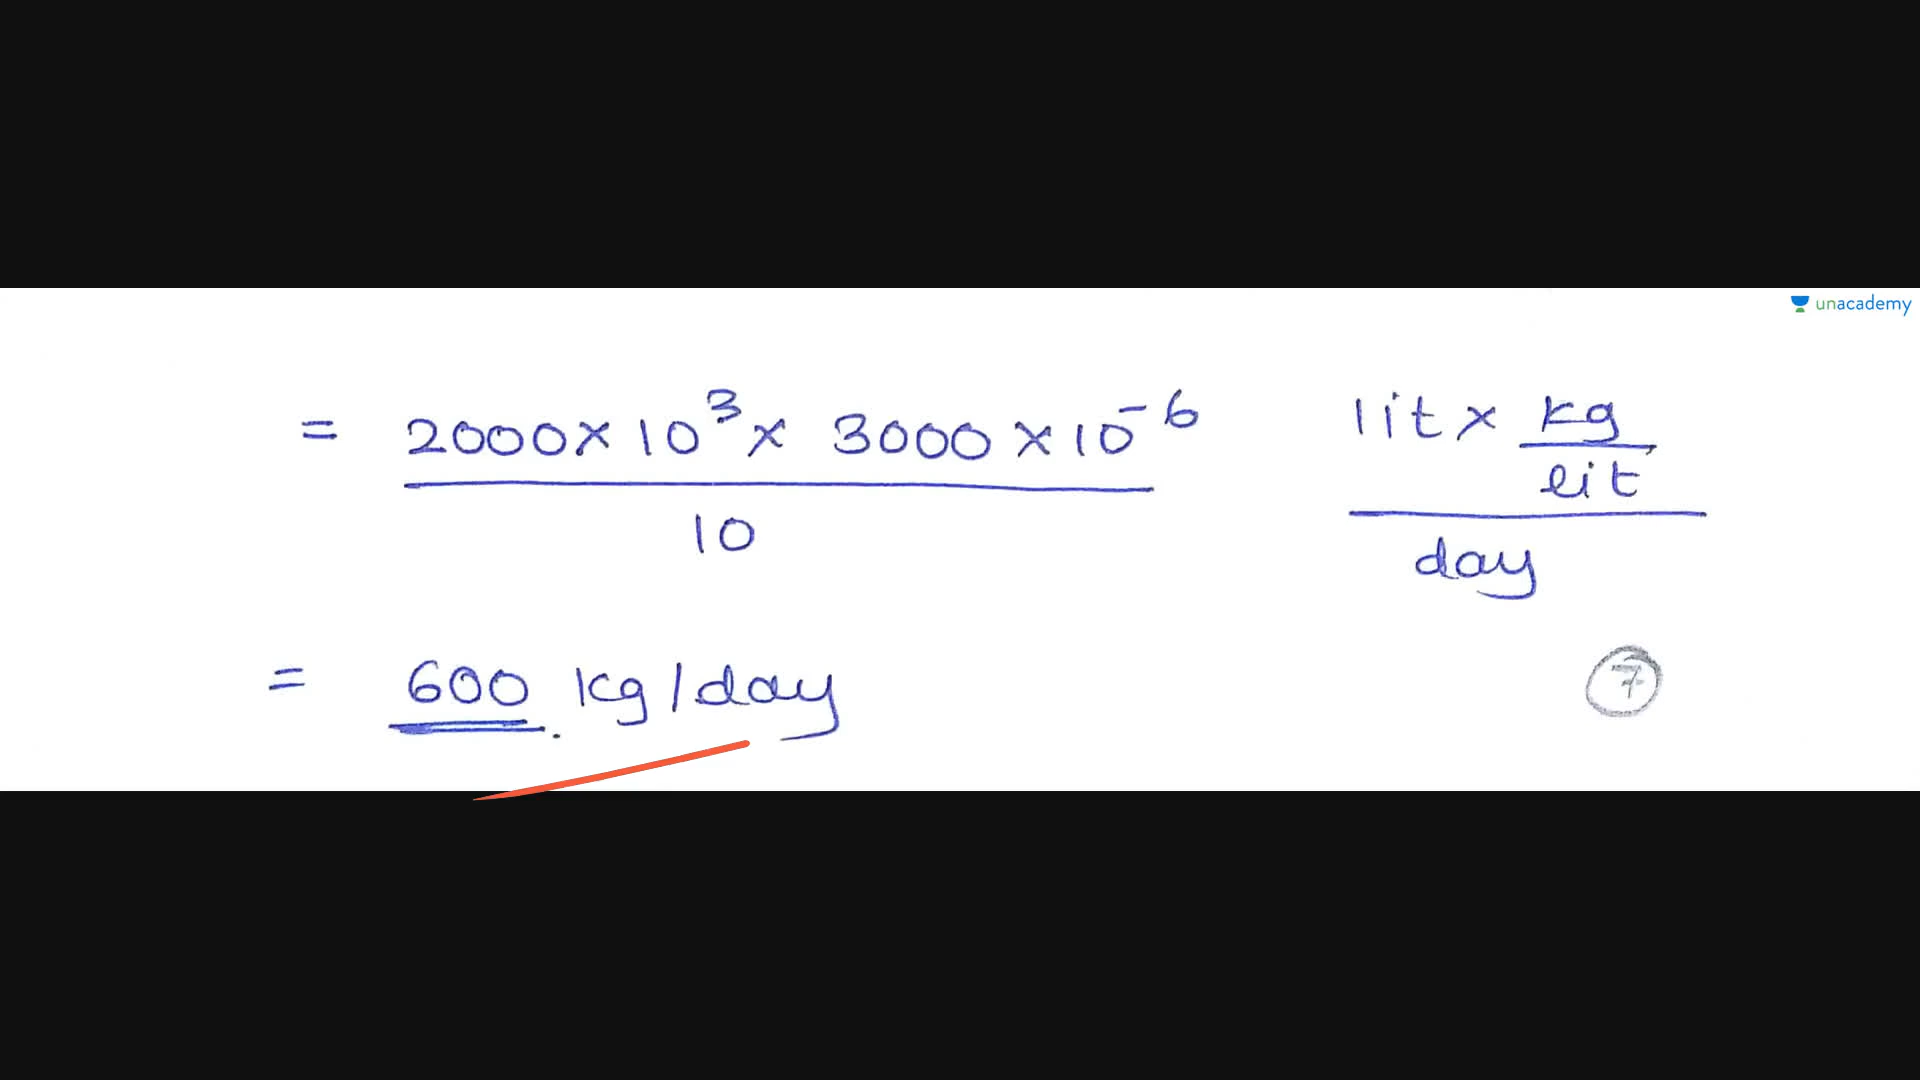 unacademy
= 2000 × 10³ × 3000 × 10⁻⁶ / 10 lit × kg/lit / day
= 600 kg/day
7